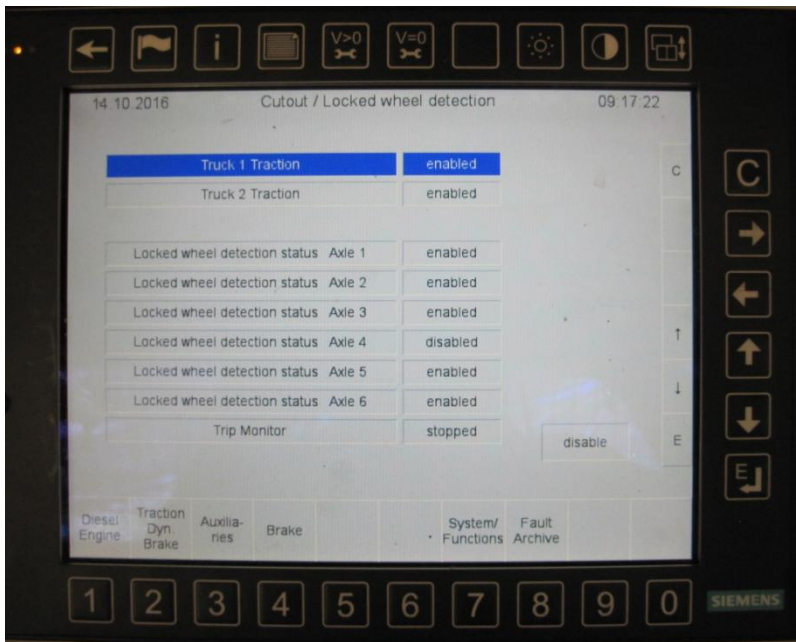 V>0 V=0
14.10.2016 Cutout / Locked wheel detection 09:17:22
Truck 1 Traction enabled C
Truck 2 Traction enabled
Locked wheel detection status Axle 1 enabled
Locked wheel detection status Axle 2 enabled
Locked wheel detection status Axle 3 enabled
Locked wheel detection status Axle 4 disabled ↑
Locked wheel detection status Axle 5 enabled
Locked wheel detection status Axle 6 enabled ↓
Trip Monitor stopped disable E
Diesel Engine
Traction Dyn. Brake
Auxilia-ries
Brake
System/ Functions
Fault Archive
1 2 3 4 5 6 7 8 9 0 SIEMENS
i
C
E